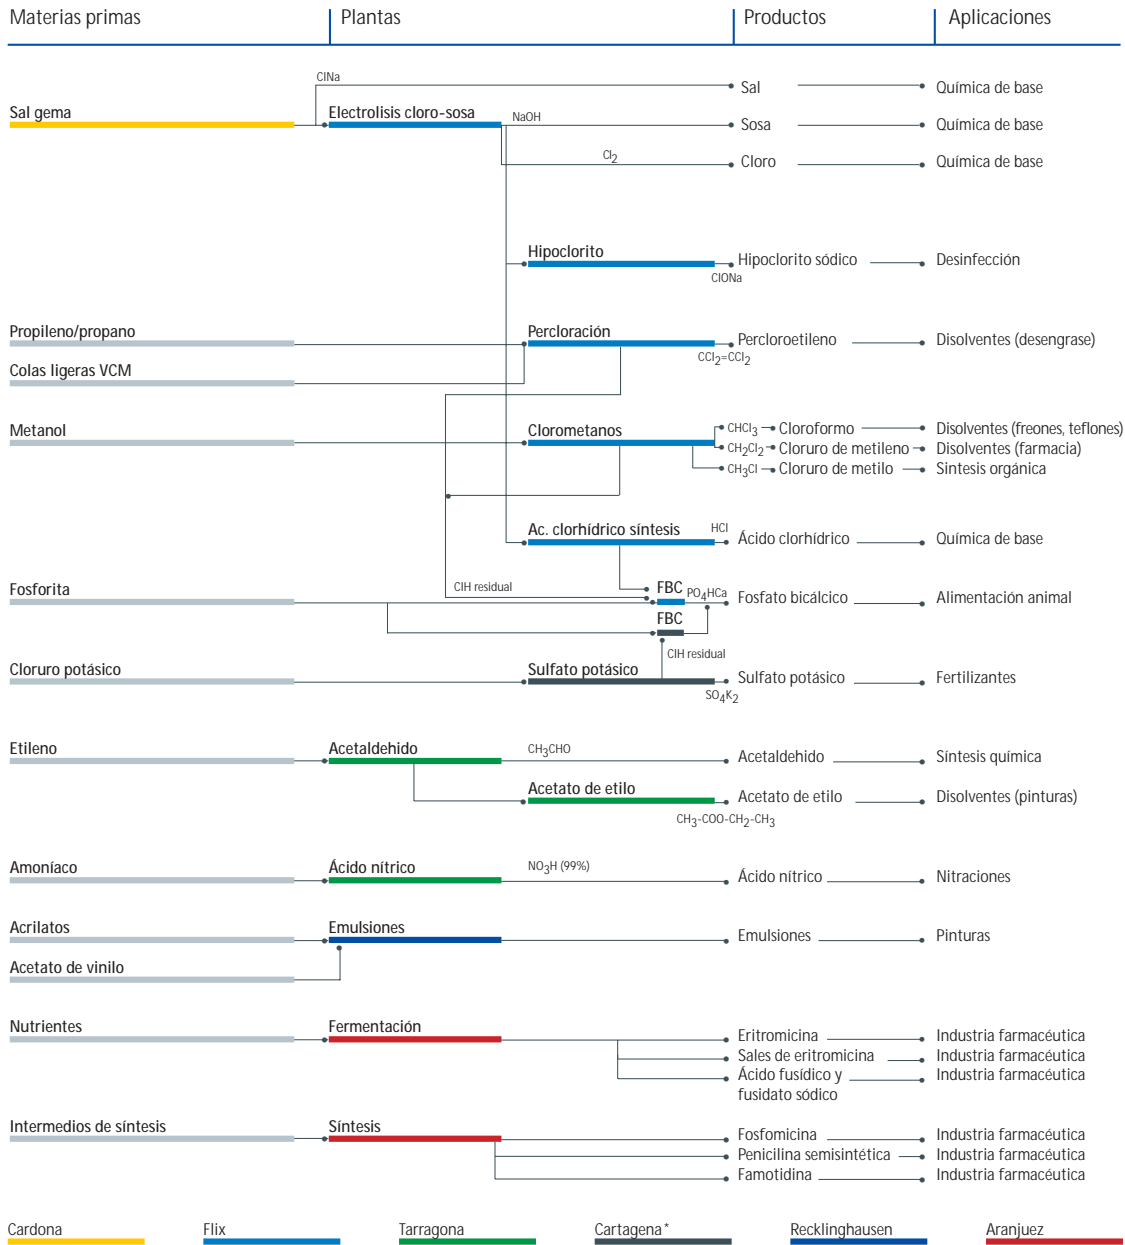 Materias primas Plantas Productos Aplicaciones
ClNa
Sal Química de base
Sal gema Electrolisis cloro-sosa
NaOH
Sosa Química de base
Cl2
Cloro Química de base
Hipoclorito
Hipoclorito sódico Desinfección
ClONa
Propileno/propano Percloración
Percloroetileno Disolventes (desengrase)
CCl2=CCl2
Colas ligeras VCM
Metanol Clorometanos
CHCl3 Cloroformo Disolventes (freones, teflones)
CH2Cl2 Cloruro de metileno Disolventes (farmacia)
CH3Cl Cloruro de metilo Sintesis orgánica
Ac. clorhídrico síntesis HCl
Ácido clorhídrico Química de base
Fosforita ClH residual FBC PO4HCa
Fosfato bicálcico Alimentación animal
FBC
ClH residual
Cloruro potásico Sulfato potásico
Sulfato potásico Fertilizantes
SO4K2
Etileno Acetaldehido CH3CHO
Acetaldehido Síntesis química
Acetato de etilo
Acetato de etilo Disolventes (pinturas)
CH3-COO-CH2-CH3
Amoníaco Ácido nítrico NO3H (99%)
Ácido nítrico Nitraciones
Acrilatos Emulsiones
Emulsiones Pinturas
Acetato de vinilo
Nutrientes Fermentación
Eritromicina Industria farmacéutica
Sales de eritromicina Industria farmacéutica
Ácido fusídico y Industria farmacéutica
fusidato sódico
Intermedios de síntesis Síntesis
Fosfomicina Industria farmacéutica
Penicilina semisintética Industria farmacéutica
Famotidina Industria farmacéutica
Cardona Flix Tarragona Cartagena* Recklinghausen Aranjuez